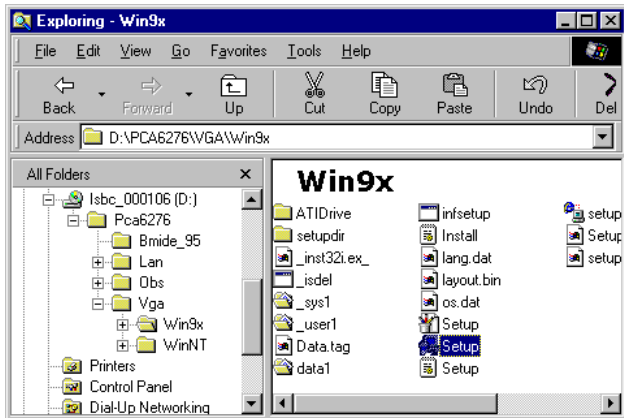 Exploring - Win9x
File Edit View Go Favorites Tools Help
Back Forward Up Cut Copy Paste Undo Del
Address D:\PCA6276\VGA\Win9x
All Folders
Isbc_000106 (D:)
Pca6276
Bmide_95
Lan
Obs
Vga
Win9x
WinNT
Printers
Control Panel
Dial-Up Networking
Win9x
ATIDrive
setupdir
_inst32i.ex_
_isdel
_sys1
_user1
Data.tag
data1
infsetup
Install
lang.dat
layout.bin
os.dat
Setup
Setup
Setup
setup
Setup
setup